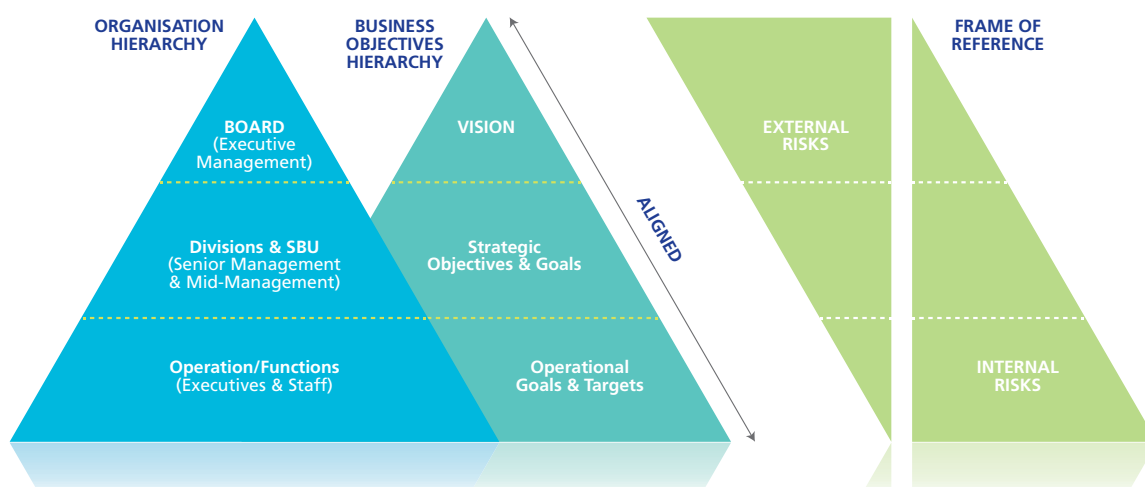 ORGANISATION
HIERARCHY
BUSINESS
OBJECTIVES
HIERARCHY
FRAME OF
REFERENCE
BOARD
(Executive
Management)
VISION
EXTERNAL
RISKS
ALIGNED
Divisions & SBU
(Senior Management
& Mid-Management)
Strategic
Objectives & Goals
Operation/Functions
(Executives & Staff)
Operational
Goals & Targets
INTERNAL
RISKS